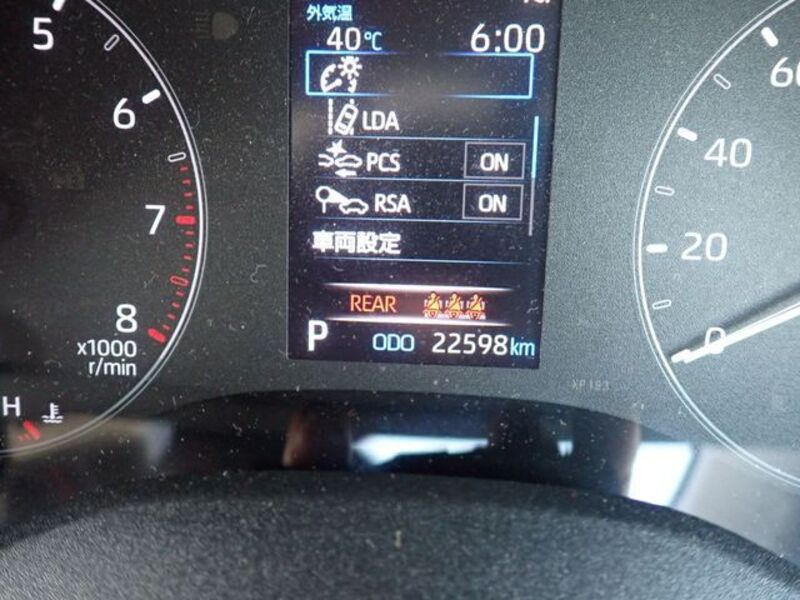 外気温
40℃ 6:00
LDA
PCS ON
RSA ON
車両設定
REAR
P ODO 22598km
5
6
7
8
x1000
r/min
H
60
40
20
0
XP183